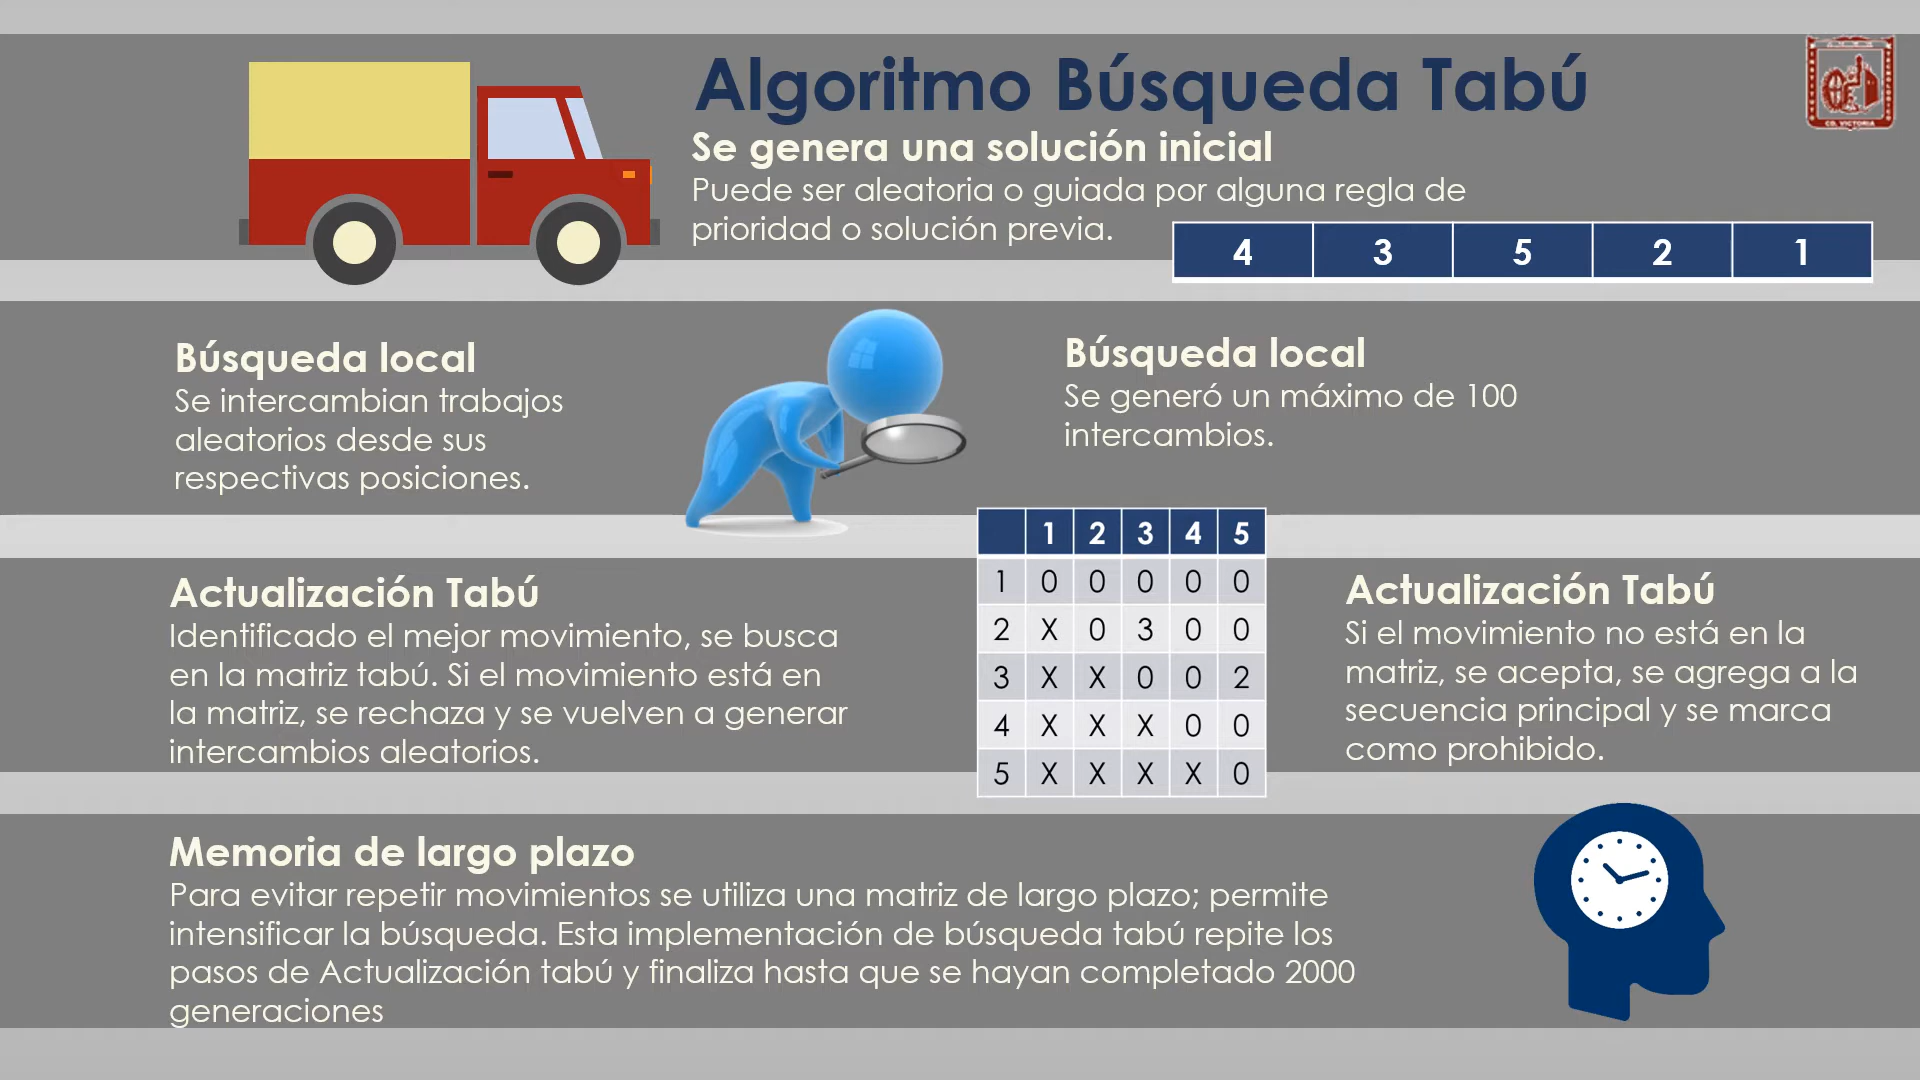 Algoritmo Búsqueda Tabú
Se genera una solución inicial
Puede ser aleatoria o guiada por alguna regla de
prioridad o solución previa.
4 3 5 2 1
Búsqueda local
Se intercambian trabajos
aleatorios desde sus
respectivas posiciones.
Búsqueda local
Se generó un máximo de 100
intercambios.
Actualización Tabú
Identificado el mejor movimiento, se busca
en la matriz tabú. Si el movimiento está en
la matriz, se rechaza y se vuelven a generar
intercambios aleatorios.
1 2 3 4 5
1 0 0 0 0 0
2 X 0 3 0 0
3 X X 0 0 2
4 X X X 0 0
5 X X X X 0
Actualización Tabú
Si el movimiento no está en la
matriz, se acepta, se agrega a la
secuencia principal y se marca
como prohibido.
Memoria de largo plazo
Para evitar repetir movimientos se utiliza una matriz de largo plazo; permite
intensificar la búsqueda. Esta implementación de búsqueda tabú repite los
pasos de Actualización tabú y finaliza hasta que se hayan completado 2000
generaciones
CD. VICTORIA